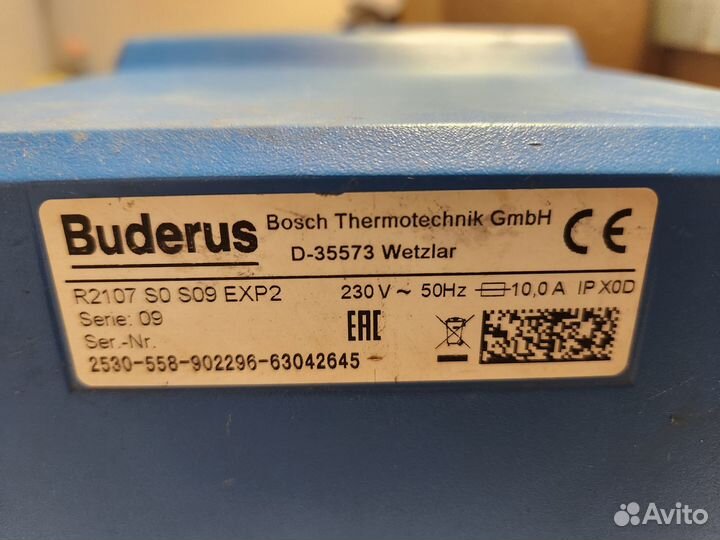 Buderus Bosch Thermotechnik GmbH CE
D-35573 Wetzlar
R2107 S0 S09 EXP2 230 V ~ 50Hz 10,0 A IP X0D
Serie: 09 EAC
Ser.-Nr.
2530-558-902296-63042645
Avito